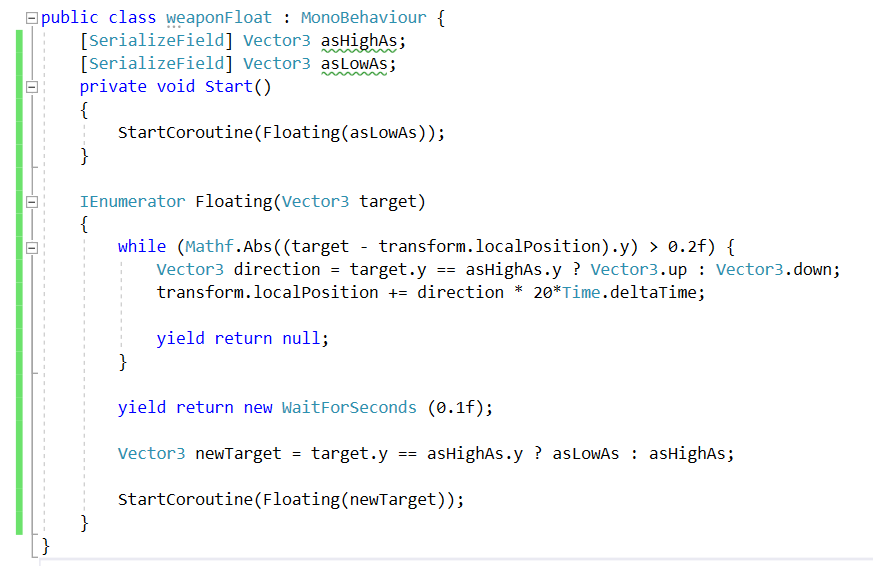 public class weaponFloat : MonoBehaviour {
[SerializeField] Vector3 asHighAs;
[SerializeField] Vector3 asLowAs;
private void Start()
{
StartCoroutine(Floating(asLowAs));
}
IEnumerator Floating(Vector3 target)
{
while (Mathf.Abs((target - transform.localPosition).y) > 0.2f) {
Vector3 direction = target.y == asHighAs.y ? Vector3.up : Vector3.down;
transform.localPosition += direction * 20*Time.deltaTime;
yield return null;
}
yield return new WaitForSeconds (0.1f);
Vector3 newTarget = target.y == asHighAs.y ? asLowAs : asHighAs;
StartCoroutine(Floating(newTarget));
}
}